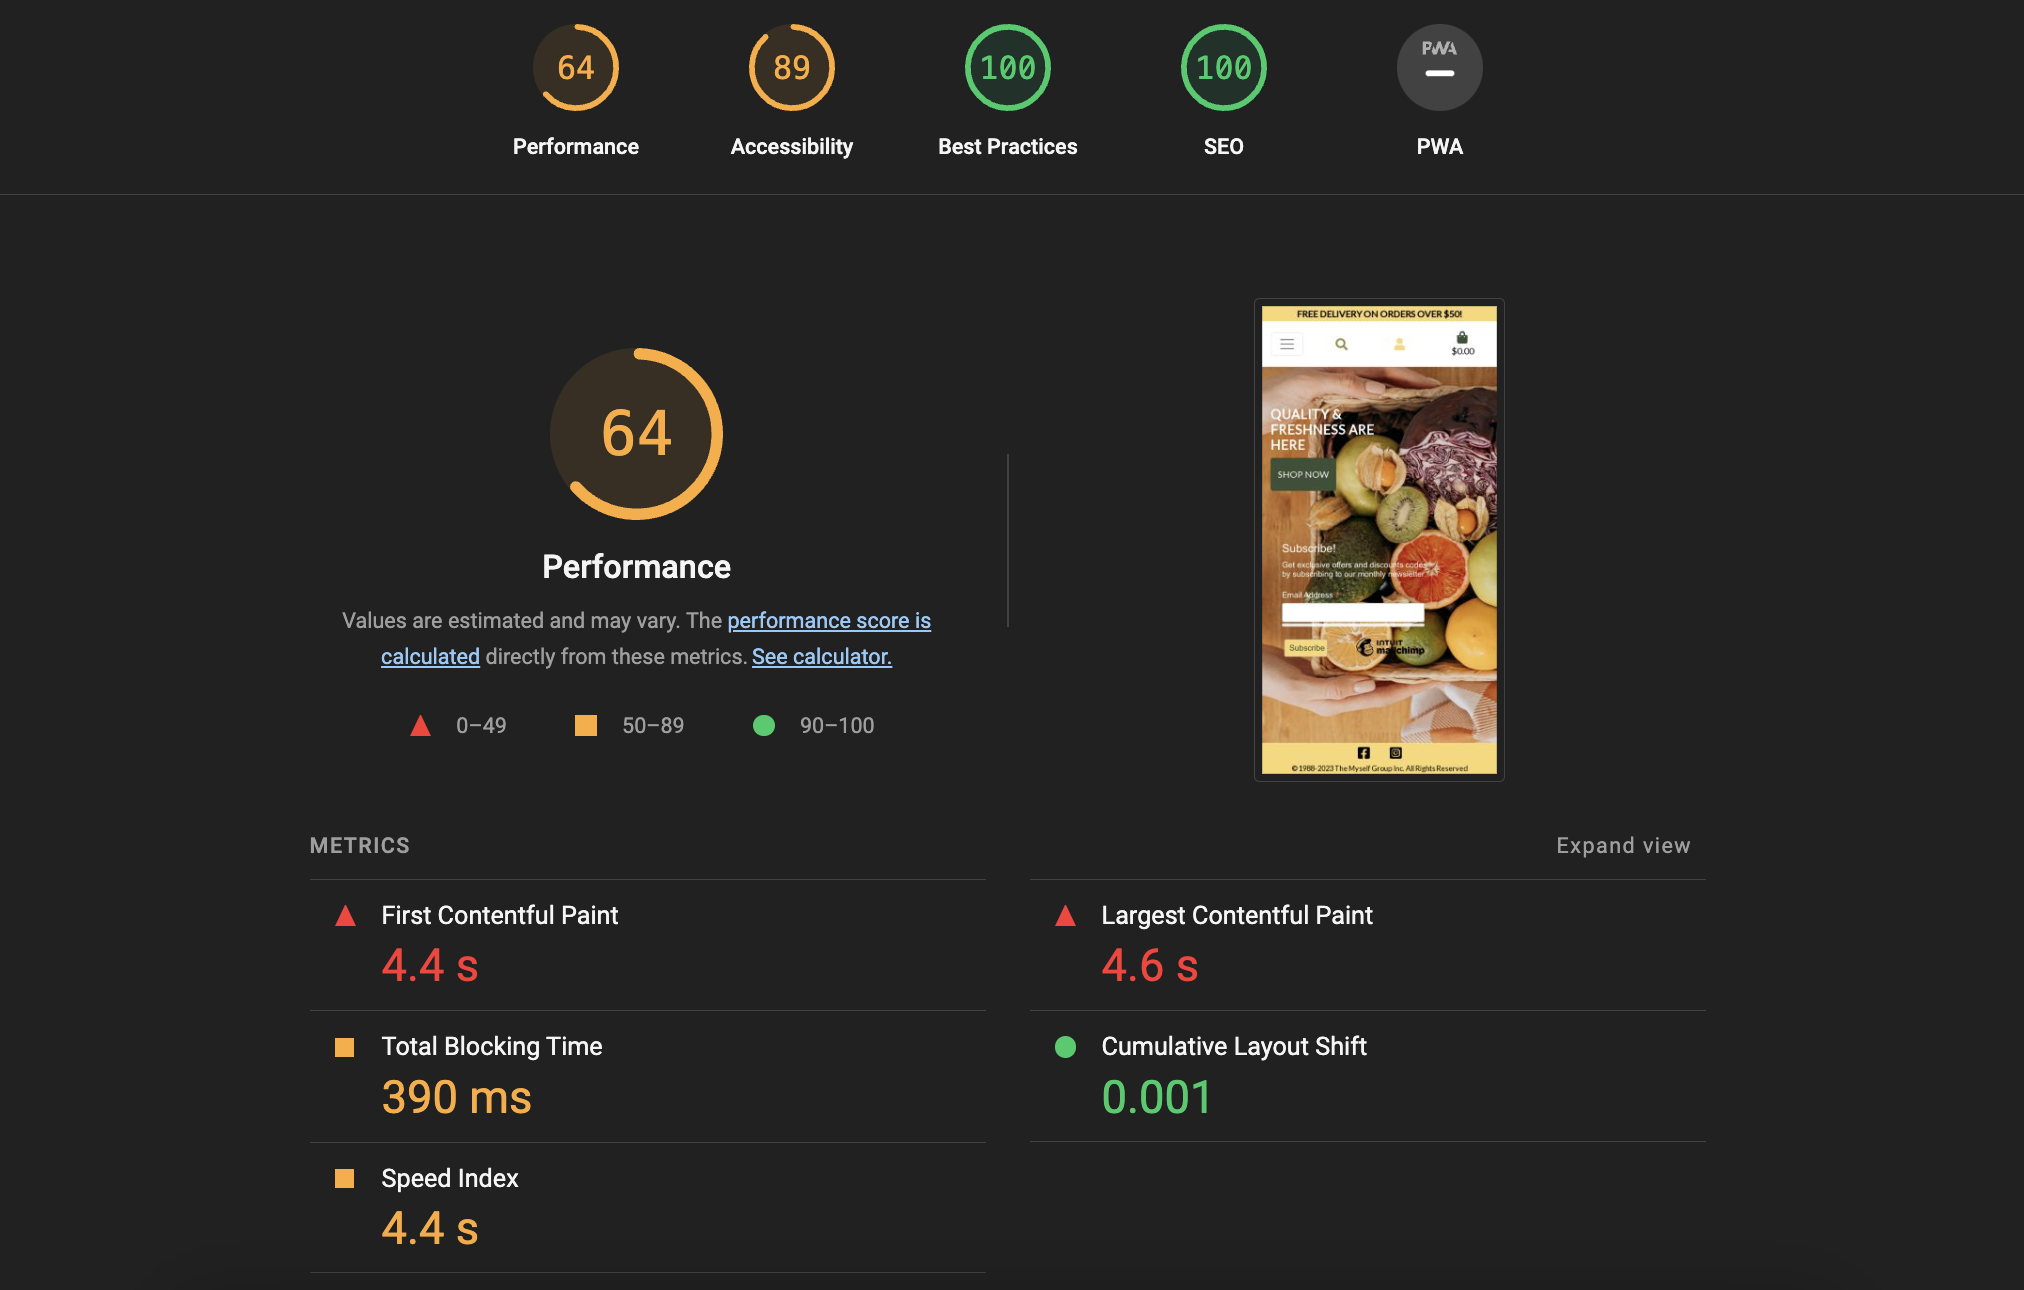 64
89
100
100
PWA
Performance
Accessibility
Best Practices
SEO
PWA
64
Performance
Values are estimated and may vary. The performance score is
calculated directly from these metrics. See calculator.
0–49
50–89
90–100
FREE DELIVERY ON ORDERS OVER $50!
$0.00
QUALITY &
FRESHNESS ARE
HERE
SHOP NOW
Subscribe!
Get exclusive offers and discounts codes
by subscribing to our monthly newsletter.
Email Address
Subscribe
INTUIT
mailchimp
©1988-2023 The Myself Group Inc. All Rights Reserved
METRICS
Expand view
First Contentful Paint
4.4 s
Largest Contentful Paint
4.6 s
Total Blocking Time
390 ms
Cumulative Layout Shift
0.001
Speed Index
4.4 s